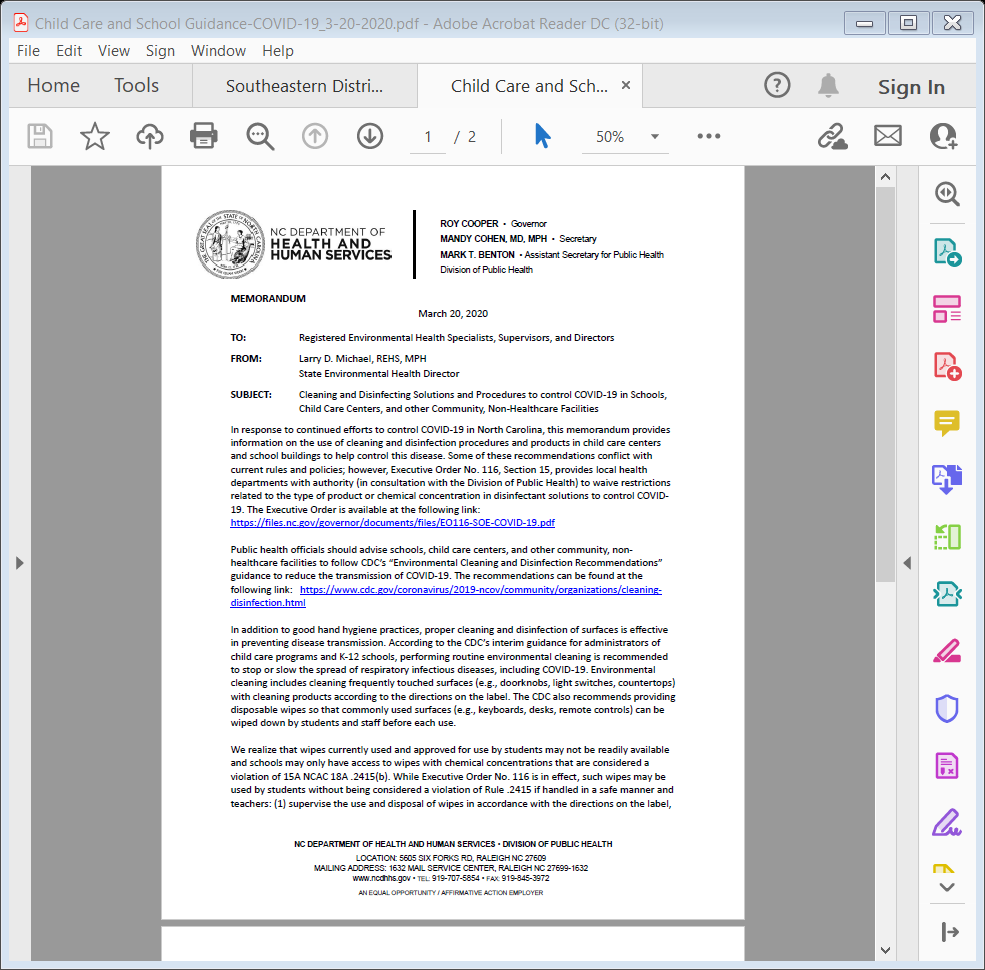 Child Care and School Guidance-COVID-19_3-20-2020.pdf - Adobe Acrobat Reader DC (32-bit)
File Edit View Sign Window Help
Home Tools Southeastern Distri... Child Care and Sch... × Sign In
1 / 2 50%
THE GREAT SEAL OF THE STATE OF NORTH CAROLINA
NC DEPARTMENT OF
HEALTH AND
HUMAN SERVICES
ROY COOPER • Governor
MANDY COHEN, MD, MPH • Secretary
MARK T. BENTON • Assistant Secretary for Public Health
Division of Public Health
MEMORANDUM
March 20, 2020
TO: Registered Environmental Health Specialists, Supervisors, and Directors
FROM: Larry D. Michael, REHS, MPH
State Environmental Health Director
SUBJECT: Cleaning and Disinfecting Solutions and Procedures to control COVID-19 in Schools,
Child Care Centers, and other Community, Non-Healthcare Facilities
In response to continued efforts to control COVID-19 in North Carolina, this memorandum provides
information on the use of cleaning and disinfection procedures and products in child care centers
and school buildings to help control this disease. Some of these recommendations conflict with
current rules and policies; however, Executive Order No. 116, Section 15, provides local health
departments with authority (in consultation with the Division of Public Health) to waive restrictions
related to the type of product or chemical concentration in disinfectant solutions to control COVID-
19. The Executive Order is available at the following link:
https://files.nc.gov/governor/documents/files/EO116-SOE-COVID-19.pdf
Public health officials should advise schools, child care centers, and other community, non-
healthcare facilities to follow CDC's “Environmental Cleaning and Disinfection Recommendations”
guidance to reduce the transmission of COVID-19. The recommendations can be found at the
following link: https://www.cdc.gov/coronavirus/2019-ncov/community/organizations/cleaning-
disinfection.html
In addition to good hand hygiene practices, proper cleaning and disinfection of surfaces is effective
in preventing disease transmission. According to the CDC's interim guidance for administrators of
child care programs and K-12 schools, performing routine environmental cleaning is recommended
to stop or slow the spread of respiratory infectious diseases, including COVID-19. Environmental
cleaning includes cleaning frequently touched surfaces (e.g., doorknobs, light switches, countertops)
with cleaning products according to the directions on the label. The CDC also recommends providing
disposable wipes so that commonly used surfaces (e.g., keyboards, desks, remote controls) can be
wiped down by students and staff before each use.
We realize that wipes currently used and approved for use by students may not be readily available
and schools may only have access to wipes with chemical concentrations that are considered a
violation of 15A NCAC 18A .2415(b). While Executive Order No. 116 is in effect, such wipes may be
used by students without being considered a violation of Rule .2415 if handled in a safe manner and
teachers: (1) supervise the use and disposal of wipes in accordance with the directions on the label,
NC DEPARTMENT OF HEALTH AND HUMAN SERVICES • DIVISION OF PUBLIC HEALTH
LOCATION: 5605 SIX FORKS RD, RALEIGH NC 27609
MAILING ADDRESS: 1632 MAIL SERVICE CENTER, RALEIGH NC 27699-1632
www.ncdhhs.gov • TEL: 919-707-5854 • FAX: 919-845-3972
AN EQUAL OPPORTUNITY / AFFIRMATIVE ACTION EMPLOYER